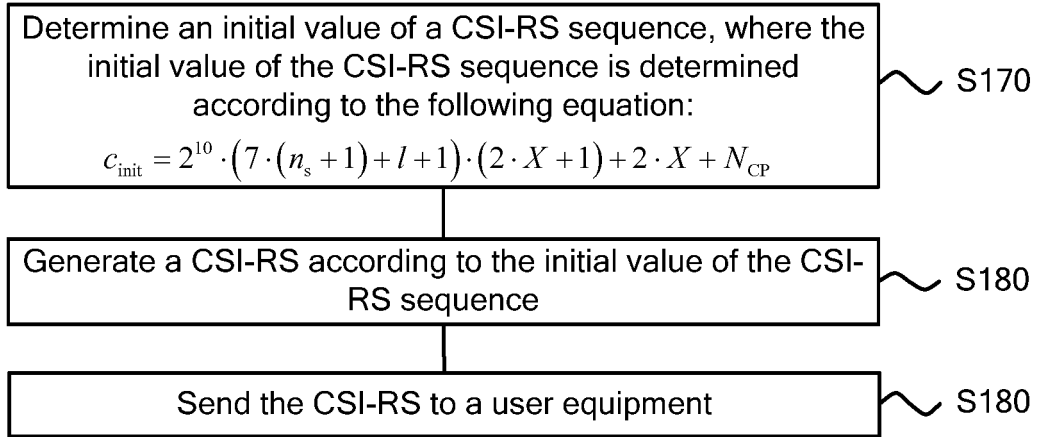 Determine an initial value of a CSI-RS sequence, where the
initial value of the CSI-RS sequence is determined
according to the following equation:
c_init = 2^10 · (7 · (n_s + 1) + l + 1) · (2 · X + 1) + 2 · X + N_CP
S170
Generate a CSI-RS according to the initial value of the CSI-
RS sequence
S180
Send the CSI-RS to a user equipment
S180